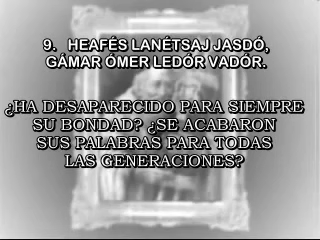 9. HEAFÉS LANÉTSAJ JASDÓ,
GÁMAR ÓMER LEDÓR VADÓR.
¿HA DESAPARECIDO PARA SIEMPRE
SU BONDAD? ¿SE ACABARON
SUS PALABRAS PARA TODAS
LAS GENERACIONES?